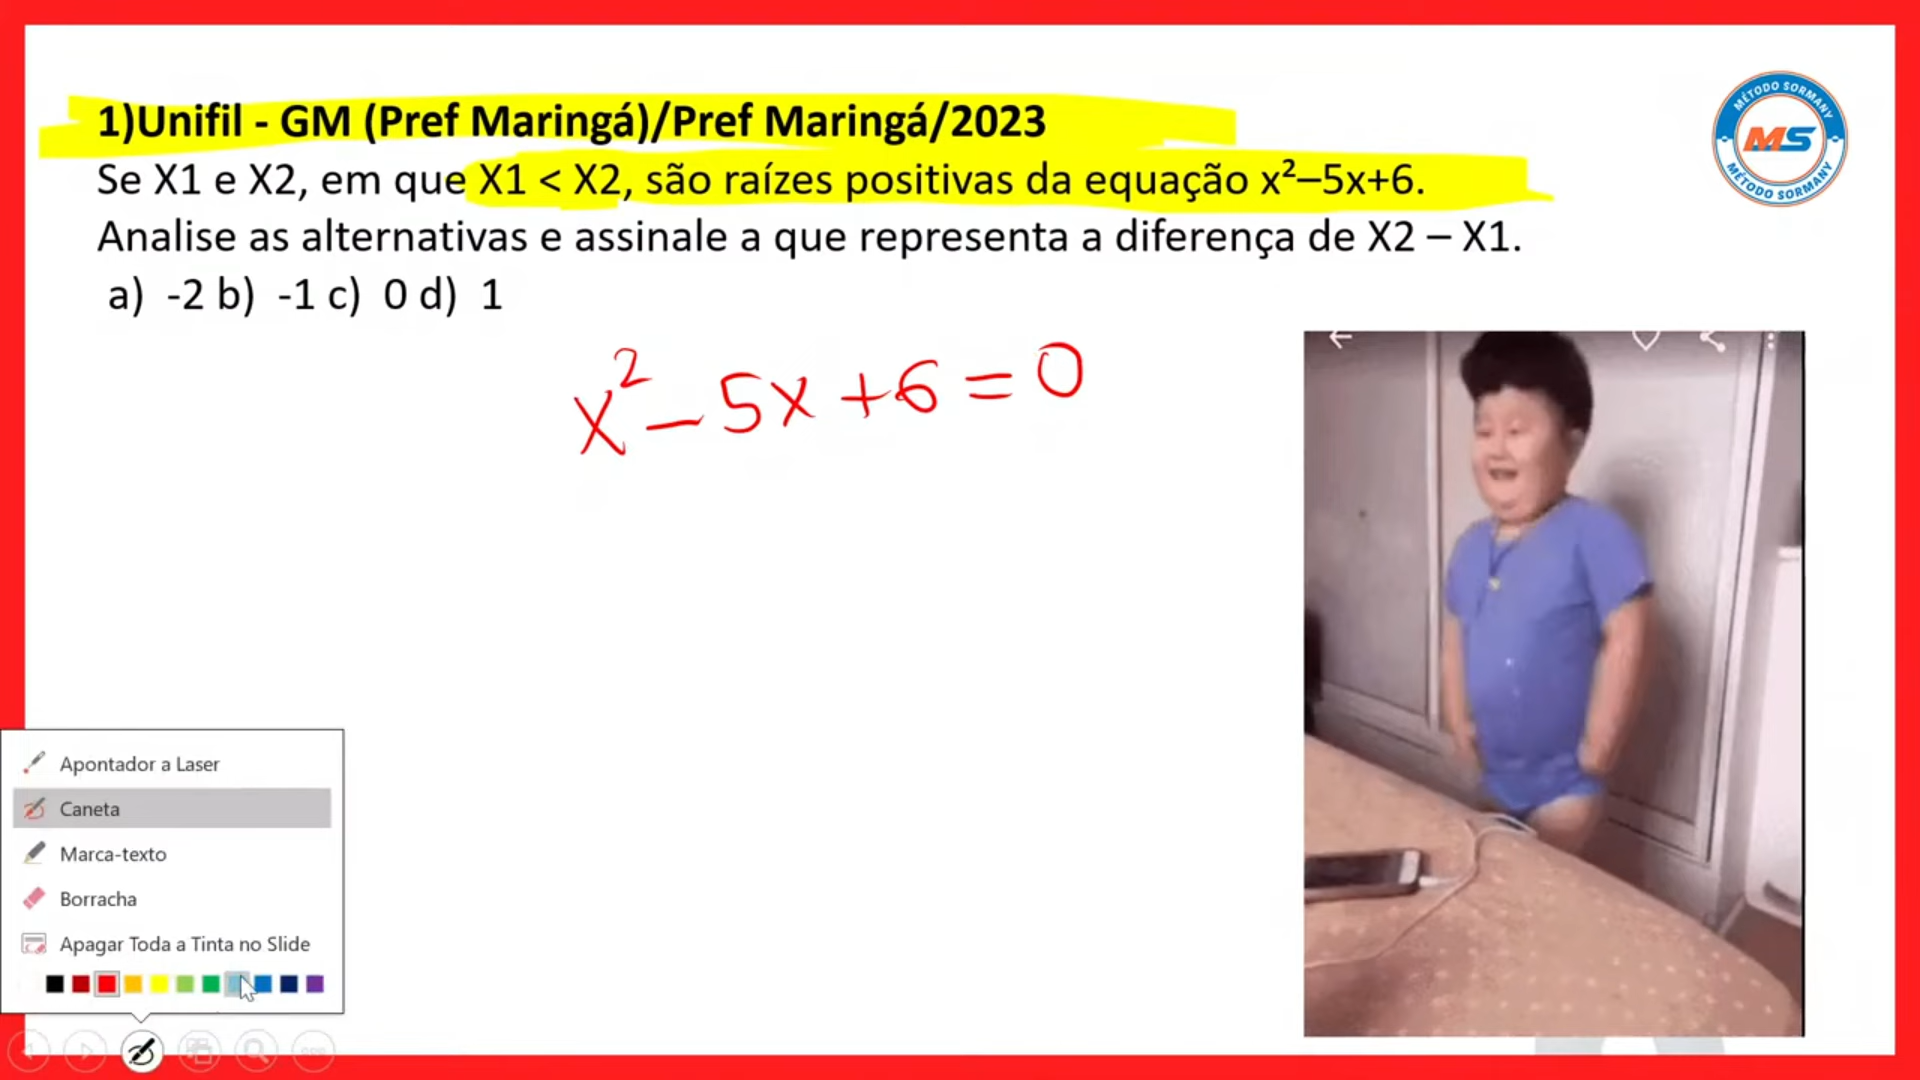 1)Unifil - GM (Pref Maringá)/Pref Maringá/2023
Se X1 e X2, em que X1 < X2, são raízes positivas da equação x²–5x+6.
Analise as alternativas e assinale a que representa a diferença de X2 – X1.
a) -2 b) -1 c) 0 d) 1
x² - 5x + 6 = 0
MÉTODO SORMANY
MS
MÉTODO SORMANY
Apontador a Laser
Caneta
Marca-texto
Borracha
Apagar Toda a Tinta no Slide